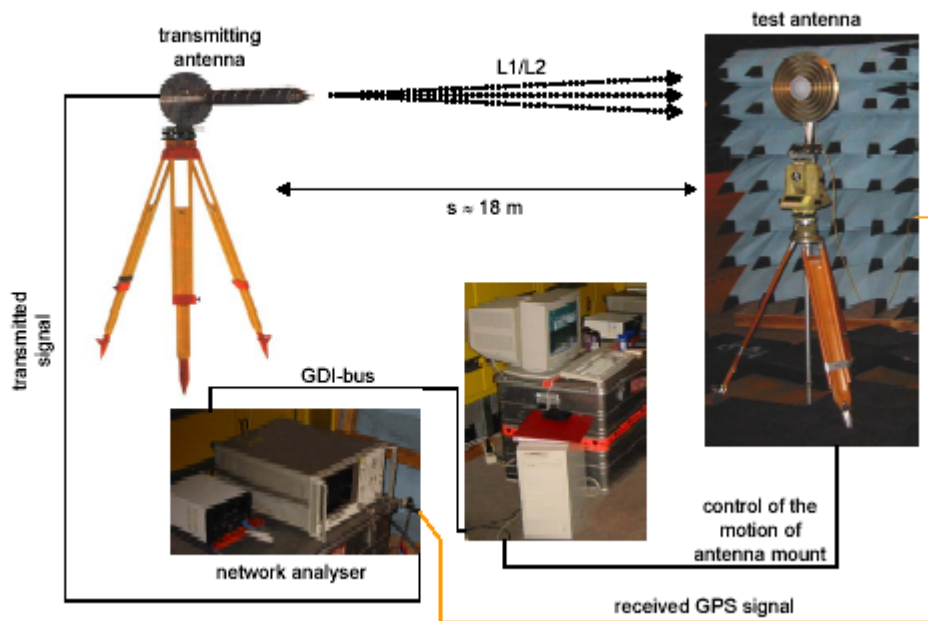 test antenna
transmitting
antenna
L1/L2
s ≈ 18 m
transmitted
signal
GDI-bus
network analyser
control of the
motion of
antenna mount
received GPS signal